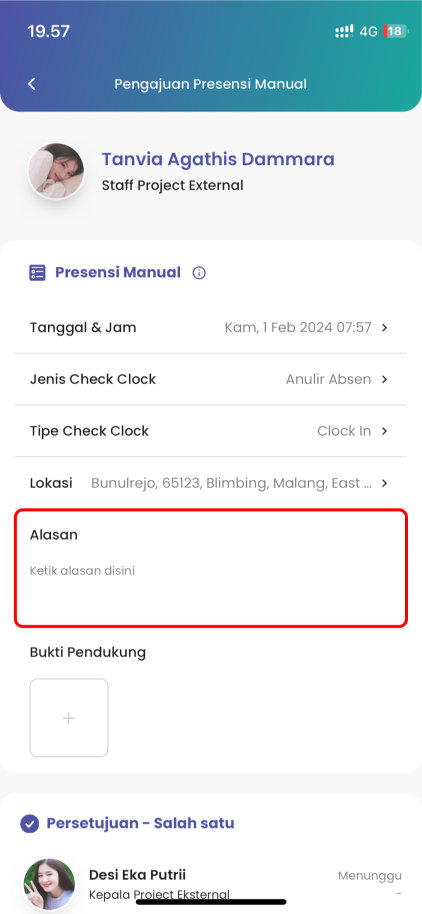 19.57
4G 18
Pengajuan Presensi Manual
Tanvia Agathis Dammara
Staff Project External
Presensi Manual
Tanggal & Jam Kam, 1 Feb 2024 07:57
Jenis Check Clock Anulir Absen
Tipe Check Clock Clock In
Lokasi Bunulrejo, 65123, Blimbing, Malang, East ...
Alasan
Ketik alasan disini
Bukti Pendukung
+
Persetujuan - Salah satu
Desi Eka Putrii Menunggu
Kepala Project Eksternal -